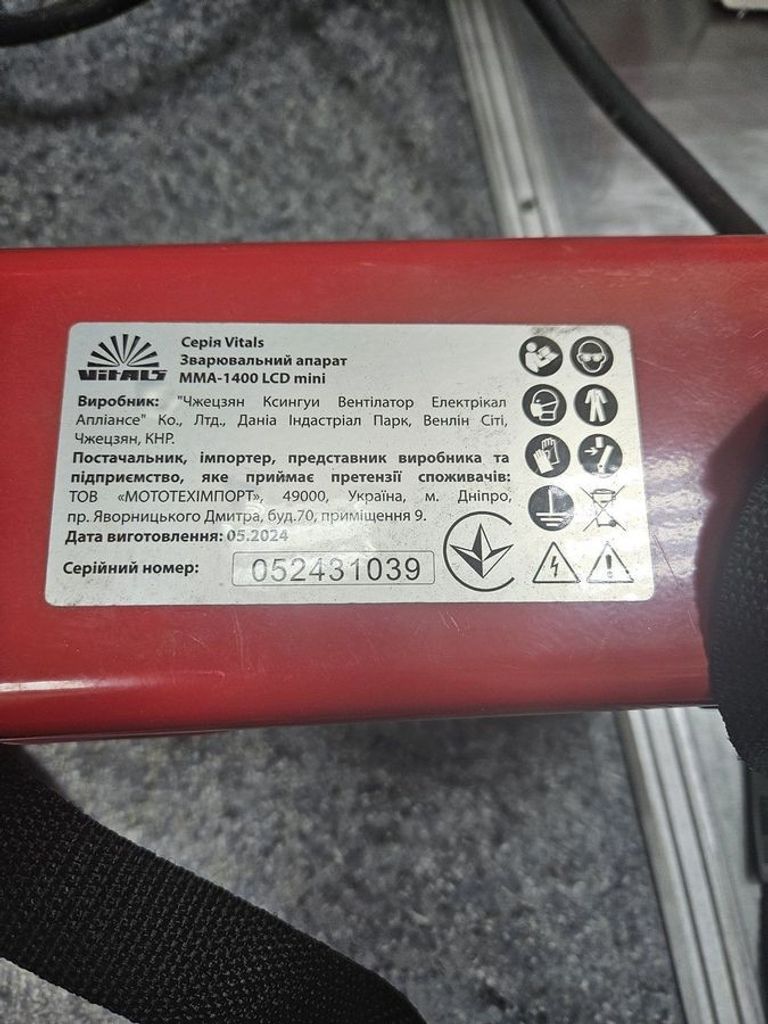 VITALS
Серія Vitals
Зварювальний апарат
ММА-1400 LCD mini
Виробник: "Чжецзян Ксингуи Вентілатор Електрікал
Апліансе" Ко., Лтд., Даніа Індастріал Парк, Венлін Сіті,
Чжецзян, КНР.
Постачальник, імпортер, представник виробника та
підприємство, яке приймає претензії споживачів:
ТОВ «МОТОТЕХІМПОРТ», 49000, Україна, м. Дніпро,
пр. Яворницького Дмитра, буд.70, приміщення 9.
Дата виготовлення: 05.2024
Серійний номер: 052431039